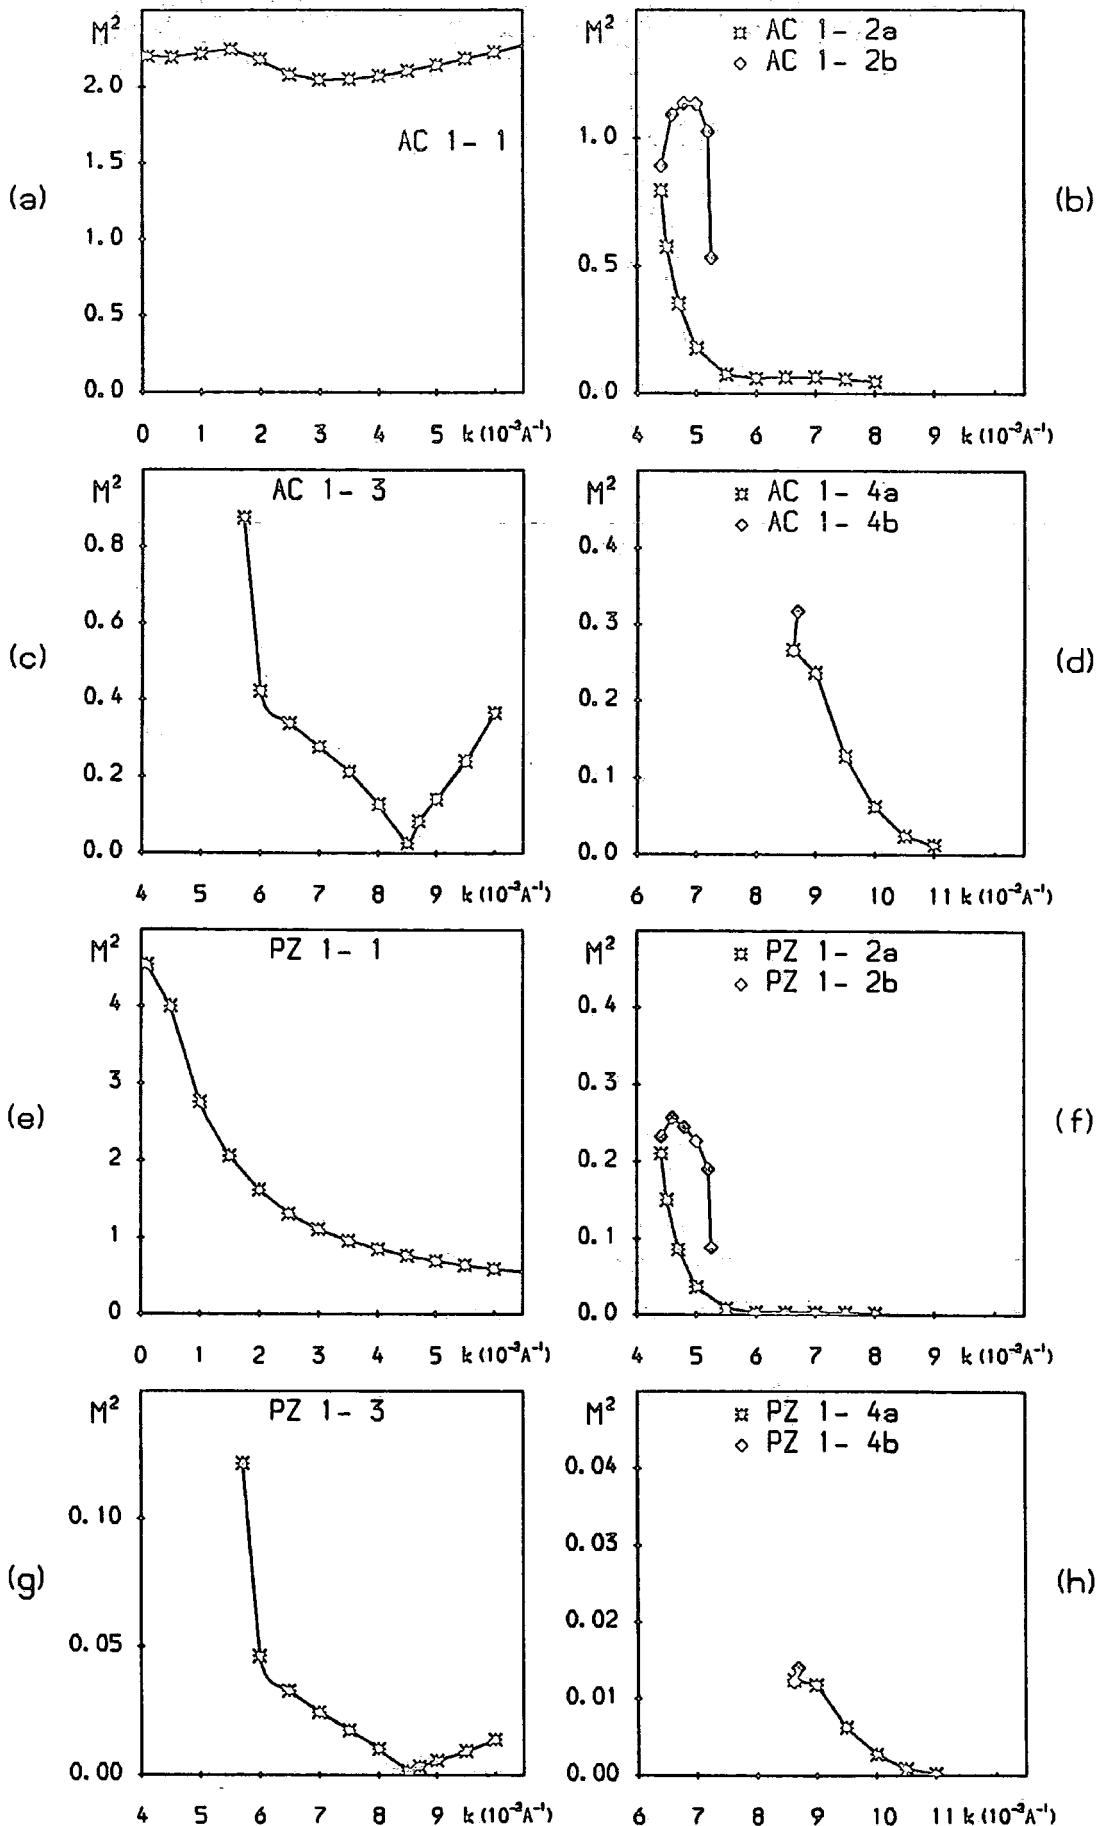 (a)
M²
2.0
1.5
1.0
0.5
0.0
AC 1- 1
0 1 2 3 4 5 k (10⁻³A⁻¹)
(b)
M²
1.0
0.5
0.0
AC 1- 2a
AC 1- 2b
4 5 6 7 8 9 k (10⁻³A⁻¹)
(c)
M²
0.8
0.6
0.4
0.2
0.0
AC 1- 3
4 5 6 7 8 9 k (10⁻³A⁻¹)
(d)
M²
0.4
0.3
0.2
0.1
0.0
AC 1- 4a
AC 1- 4b
6 7 8 9 10 11 k (10⁻³A⁻¹)
(e)
M²
4
3
2
1
0
PZ 1- 1
0 1 2 3 4 5 k (10⁻³A⁻¹)
(f)
M²
0.4
0.3
0.2
0.1
0.0
PZ 1- 2a
PZ 1- 2b
4 5 6 7 8 9 k (10⁻³A⁻¹)
(g)
M²
0.10
0.05
0.00
PZ 1- 3
4 5 6 7 8 9 k (10⁻³A⁻¹)
(h)
M²
0.04
0.03
0.02
0.01
0.00
PZ 1- 4a
PZ 1- 4b
6 7 8 9 10 11 k (10⁻³A⁻¹)